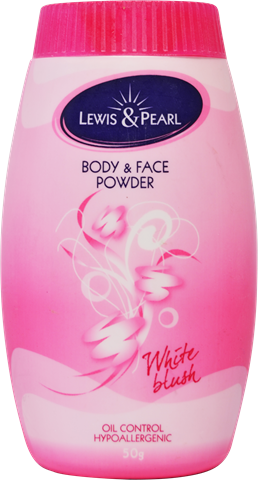 LEWIS & PEARL
BODY & FACE
POWDER
White
blush
OIL CONTROL
HYPOALLERGENIC
50g